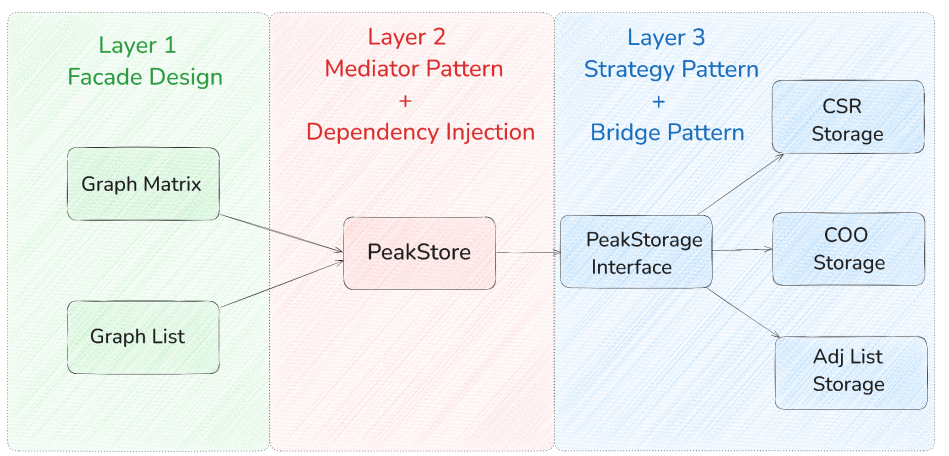 Layer 1
Facade Design
Graph Matrix
Graph List
Layer 2
Mediator Pattern
+
Dependency Injection
PeakStore
Layer 3
Strategy Pattern
+
Bridge Pattern
PeakStorage
Interface
CSR
Storage
COO
Storage
Adj List
Storage